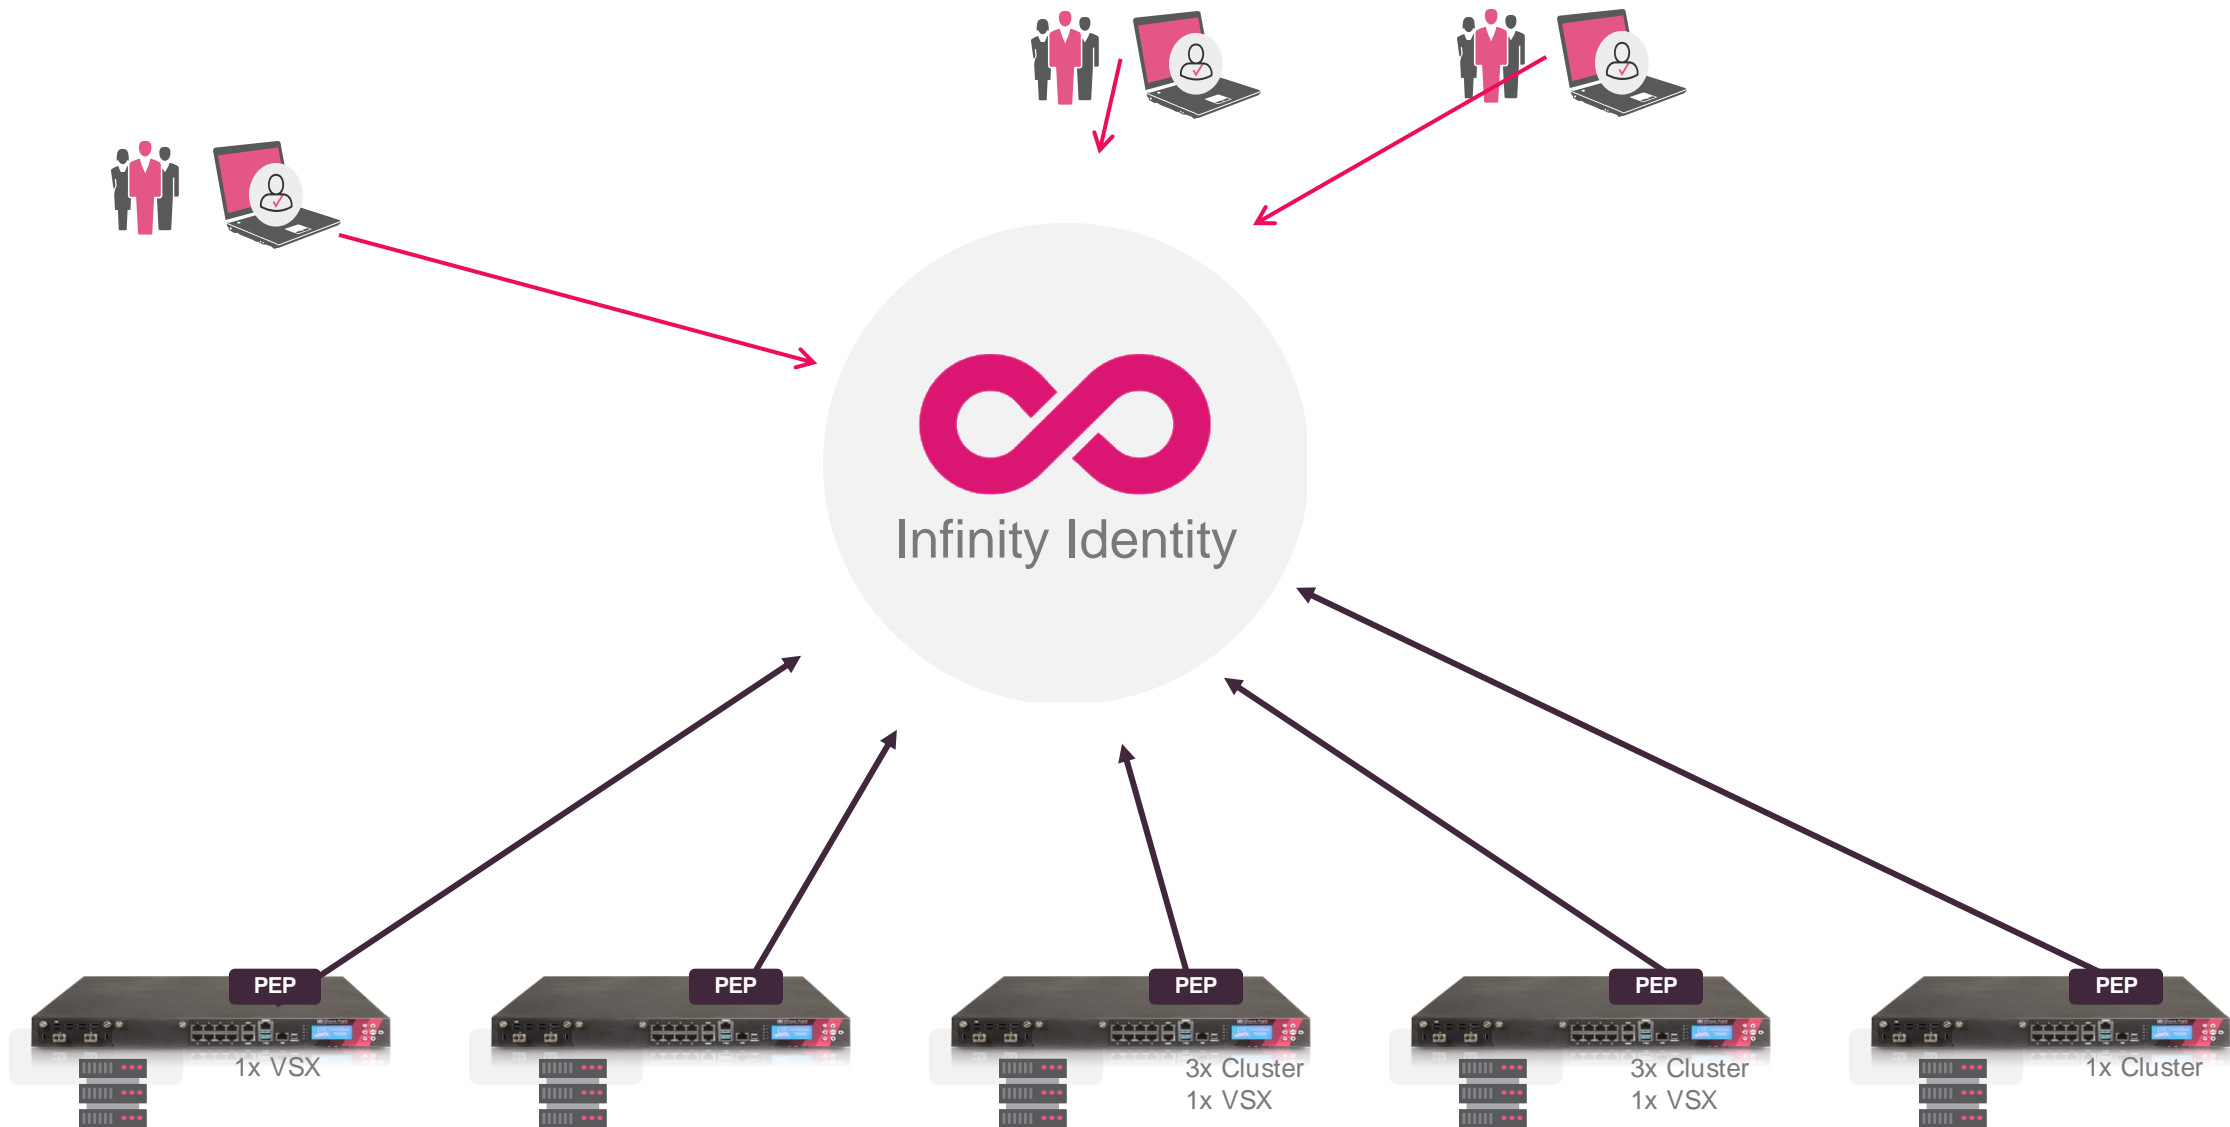 Infinity Identity
PEP
PEP
PEP
PEP
PEP
1x VSX
3x Cluster
1x VSX
3x Cluster
1x VSX
1x Cluster